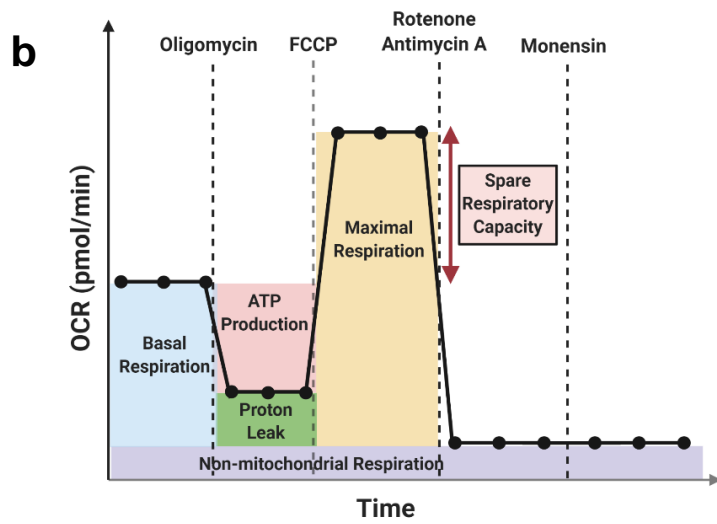 b
Oligomycin
FCCP
Rotenone
Antimycin A
Monensin
OCR (pmol/min)
Basal
Respiration
ATP
Production
Proton
Leak
Maximal
Respiration
Spare
Respiratory
Capacity
Non-mitochondrial Respiration
Time